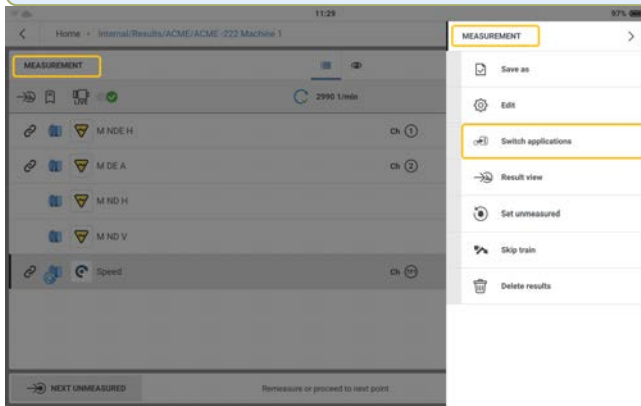 11:29
97%
Home • Internal/Results/ACME/ACME -222 Machine 1
MEASUREMENT
LIVE
2990 1/min
M NDE H
Ch 1
M DE A
Ch 2
M ND H
M ND V
Speed
Ch
NEXT UNMEASURED
Remeasure or proceed to next point
MEASUREMENT
Save as
Edit
Switch applications
Result view
Set unmeasured
Skip train
Delete results